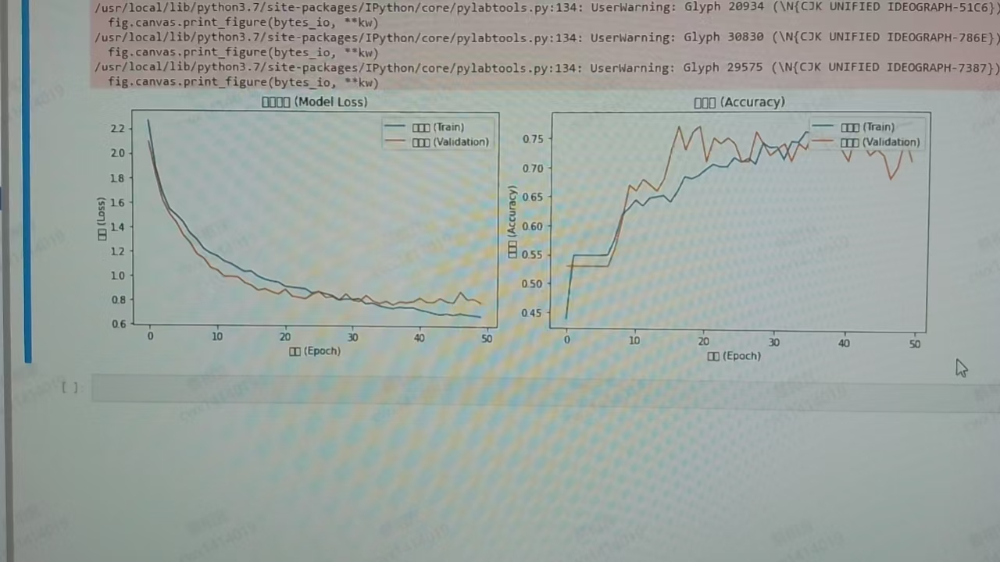 /usr/local/lib/python3.7/site-packages/IPython/core/pylabtools.py:134: UserWarning: Glyph 20934 (\N{CJK UNIFIED IDEOGRAPH-51C6})
fig.canvas.print_figure(bytes_io, **kw)
/usr/local/lib/python3.7/site-packages/IPython/core/pylabtools.py:134: UserWarning: Glyph 30830 (\N{CJK UNIFIED IDEOGRAPH-786E})
fig.canvas.print_figure(bytes_io, **kw)
/usr/local/lib/python3.7/site-packages/IPython/core/pylabtools.py:134: UserWarning: Glyph 29575 (\N{CJK UNIFIED IDEOGRAPH-7387})
fig.canvas.print_figure(bytes_io, **kw)
□□□□ (Model Loss)
□□□ (Train)
□□□ (Validation)
2.2
2.0
1.8
1.6
1.4
1.2
1.0
0.8
0.6
□□ (Loss)
0 10 20 30 40 50
□□ (Epoch)
□□□ (Accuracy)
□□□ (Train)
□□□ (Validation)
0.75
0.70
0.65
0.60
0.55
0.50
0.45
□□□ (Accuracy)
0 10 20 30 40 50
□□ (Epoch)
[ ]: